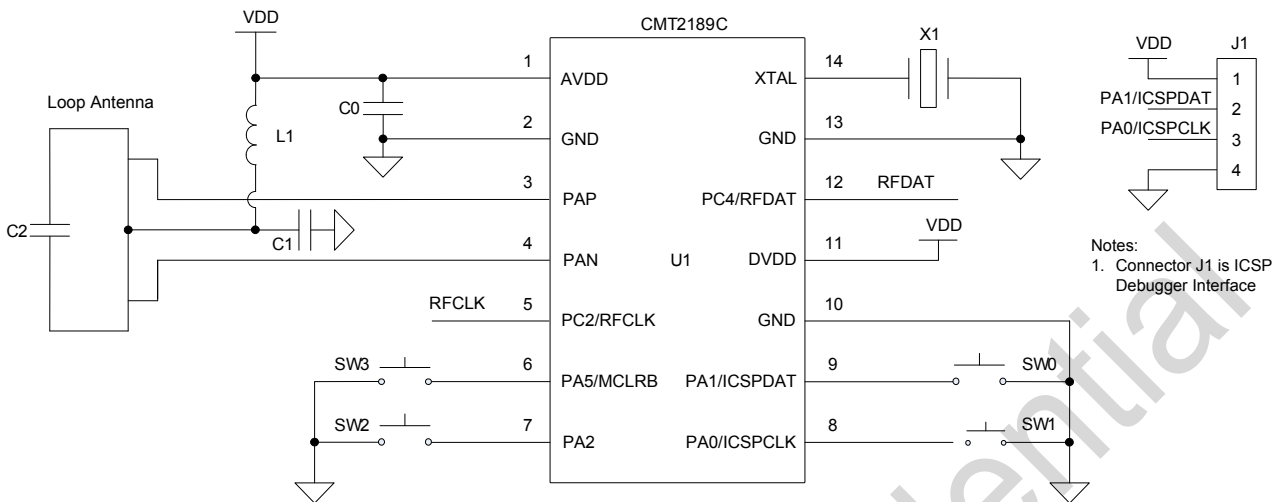 CMT2189C
VDD
Loop Antenna
C2
L1
C0
C1
1
AVDD
2
GND
3
PAP
4
PAN
RFCLK
5
PC2/RFCLK
SW3
6
PA5/MCLRB
SW2
7
PA2
U1
X1
14
XTAL
13
GND
12
PC4/RFDAT
RFDAT
11
DVDD
VDD
10
GND
9
PA1/ICSPDAT
SW0
8
PA0/ICSPCLK
SW1
VDD
J1
1
PA1/ICSPDAT
2
PA0/ICSPCLK
3
4
Notes:
1. Connector J1 is ICSP
Debugger Interface